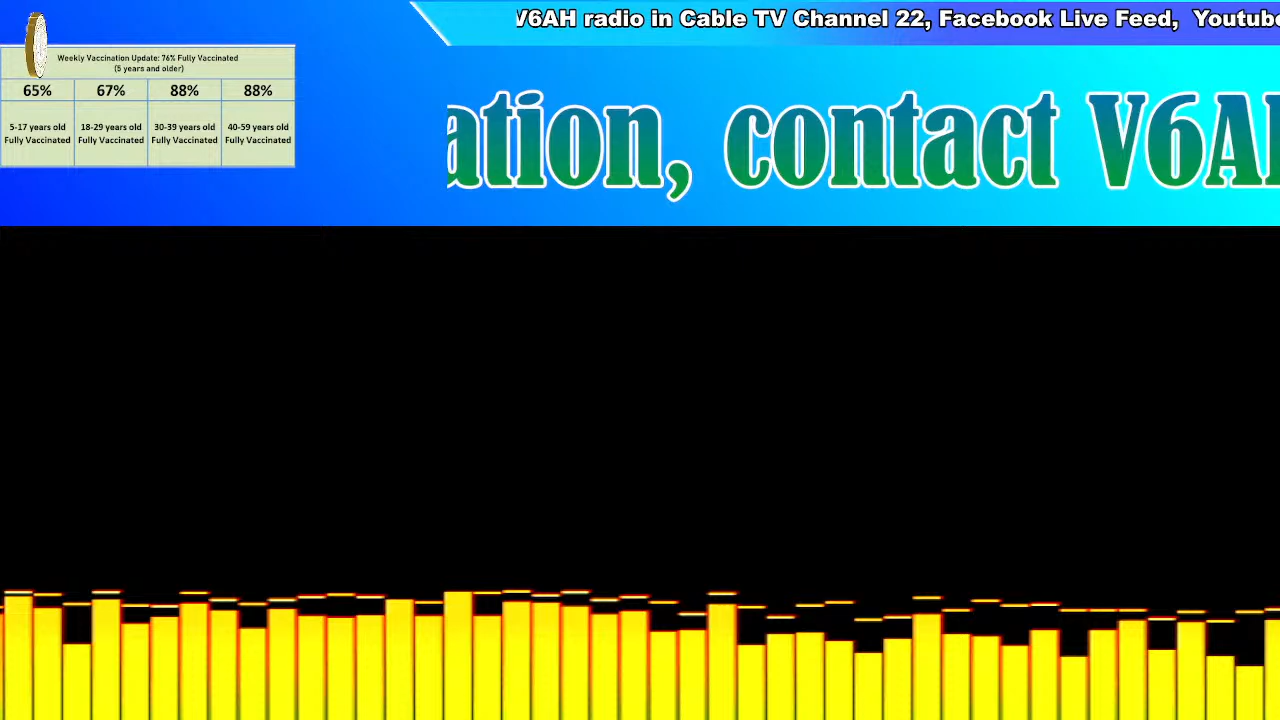 V6AH radio in Cable TV Channel 22, Facebook Live Feed, Youtube
Weekly Vaccination Update: 76% Fully Vaccinated
(5 years and older)
65% 67% 88% 88%
5-17 years old 18-29 years old 30-39 years old 40-59 years old
Fully Vaccinated Fully Vaccinated Fully Vaccinated Fully Vaccinated
ation, contact V6AH